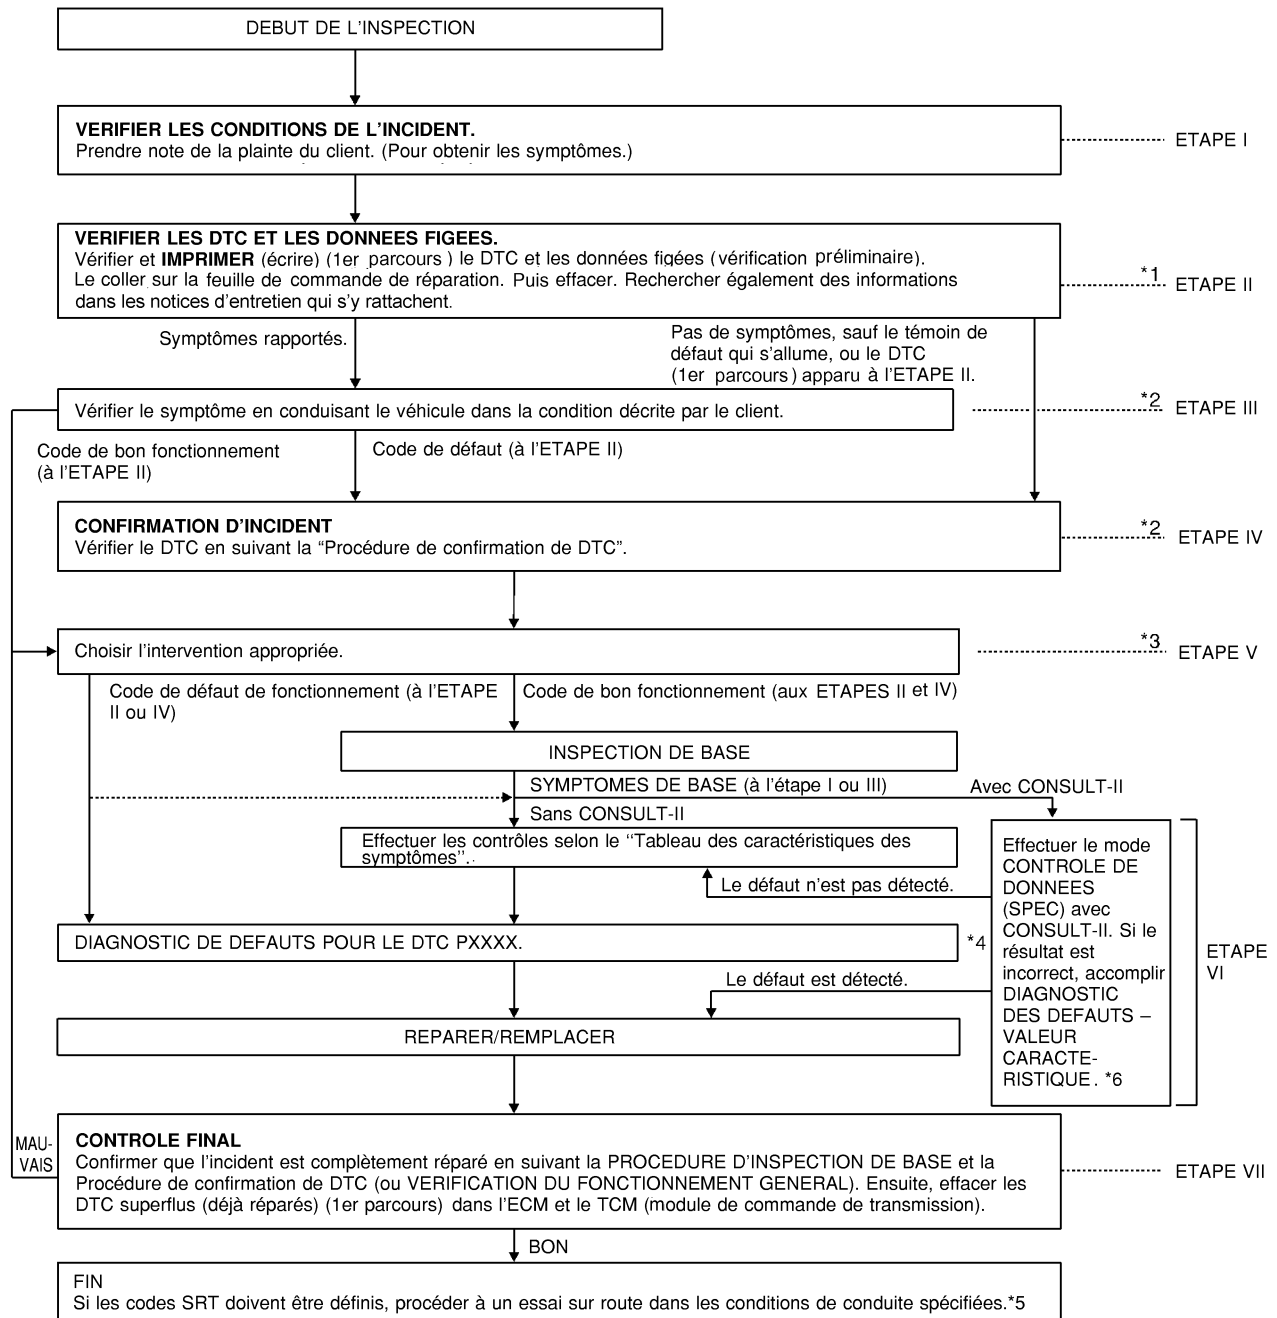 DEBUT DE L'INSPECTION
VERIFIER LES CONDITIONS DE L'INCIDENT.
Prendre note de la plainte du client. (Pour obtenir les symptômes.)
ETAPE I
VERIFIER LES DTC ET LES DONNEES FIGEES.
Vérifier et IMPRIMER (écrire) (1er parcours ) le DTC et les données figées (vérification préliminaire).
Le coller sur la feuille de commande de réparation. Puis effacer. Rechercher également des informations
dans les notices d'entretien qui s'y rattachent.
*1
ETAPE II
Symptômes rapportés.
Pas de symptômes, sauf le témoin de
défaut qui s'allume, ou le DTC
(1er parcours ) apparu à l'ETAPE II.
Vérifier le symptôme en conduisant le véhicule dans la condition décrite par le client.
*2
ETAPE III
Code de bon fonctionnement
(à l'ETAPE II)
Code de défaut (à l'ETAPE II)
CONFIRMATION D'INCIDENT
Vérifier le DTC en suivant la “Procédure de confirmation de DTC”.
*2
ETAPE IV
Choisir l'intervention appropriée.
*3
ETAPE V
Code de défaut de fonctionnement (à l'ETAPE
II ou IV)
Code de bon fonctionnement (aux ETAPES II et IV)
INSPECTION DE BASE
SYMPTOMES DE BASE (à l'étape I ou III)
Avec CONSULT-II
Sans CONSULT-II
Effectuer les contrôles selon le ‘‘Tableau des caractéristiques des
symptômes’’.
Le défaut n'est pas détecté.
Effectuer le mode
CONTROLE DE
DONNEES
(SPEC) avec
CONSULT-II. Si le
résultat est
incorrect, accomplir
DIAGNOSTIC
DES DEFAUTS –
VALEUR
CARACTE-
RISTIQUE. *6
ETAPE
VI
DIAGNOSTIC DE DEFAUTS POUR LE DTC PXXXX.
*4
Le défaut est détecté.
REPARER/REMPLACER
MAU-
VAIS
CONTROLE FINAL
Confirmer que l'incident est complètement réparé en suivant la PROCEDURE D'INSPECTION DE BASE et la
Procédure de confirmation de DTC (ou VERIFICATION DU FONCTIONNEMENT GENERAL). Ensuite, effacer les
DTC superflus (déjà réparés) (1er parcours) dans l'ECM et le TCM (module de commande de transmission).
ETAPE VII
BON
FIN
Si les codes SRT doivent être définis, procéder à un essai sur route dans les conditions de conduite spécifiées.*5